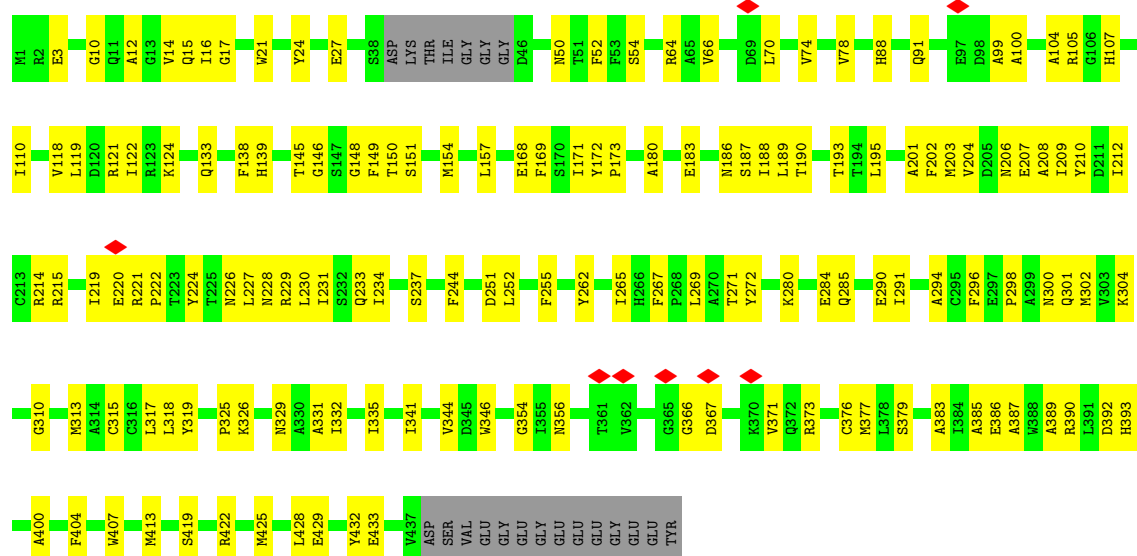 M1 R2 E3 G10 Q11 A12 G13 V14 Q15 I16 G17 W21 Y24 E27 S38 ASP LYS THR ILE GLY GLY GLY D46 N50 T51 F52 F53 S54 R64 A65 V66 D69 L70 V74 V78 H88 Q91 E97 D98 A99 A100 A104 R105 G106 H107
I110 V118 L119 D120 R121 I122 R123 K124 Q133 F138 H139 T145 G146 S147 G148 F149 T150 S151 M154 L157 E168 F169 S170 I171 Y172 P173 A180 E183 N186 S187 I188 L189 T190 T193 T194 L195 A201 F202 M203 V204 D205 N206 E207 A208 I209 Y210 D211 I212
C213 R214 R215 I219 E220 R221 P222 T223 Y224 T225 N226 L227 N228 R229 L230 I231 S232 Q233 I234 S237 F244 D251 L252 F255 Y262 I265 H266 F267 P268 L269 A270 T271 Y272 K280 E284 Q285 E290 I291 A294 C295 F296 E297 P298 A299 N300 Q301 M302 V303 K304
G310 M313 A314 C315 C316 L317 L318 Y319 P325 K326 N329 A330 A331 I332 I335 I341 V344 D345 W346 G354 I355 N356 T361 V362 G365 G366 D367 K370 V371 Q372 R373 C376 M377 L378 S379 A383 I384 A385 E386 A387 W388 A389 R390 L391 D392 H393
A400 F404 W407 M413 S419 R422 M425 L428 E429 Y432 E433 V437 ASP SER VAL GLU GLY GLU GLY GLU GLU GLU GLY GLU GLU TYR